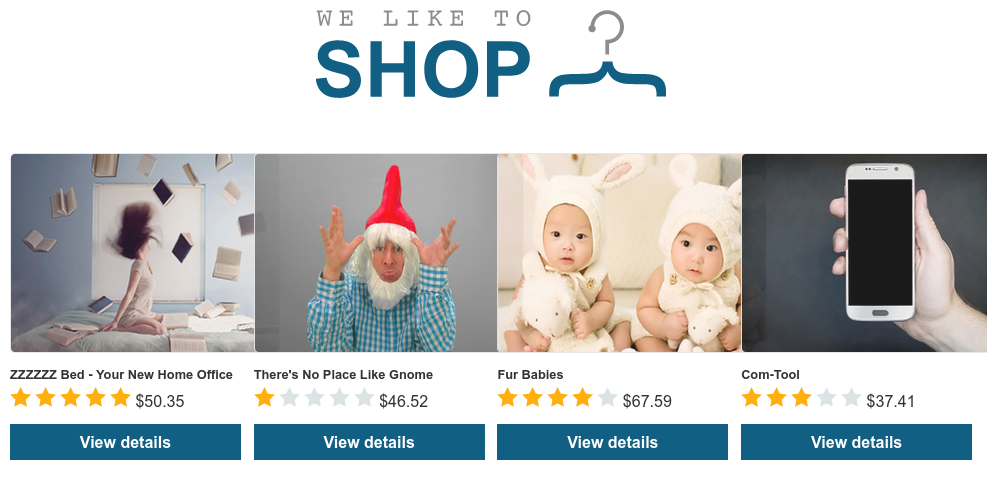 WE LIKE TO
SHOP
ZZZZZZ Bed - Your New Home Office
$50.35
View details
There's No Place Like Gnome
$46.52
View details
Fur Babies
$67.59
View details
Com-Tool
$37.41
View details